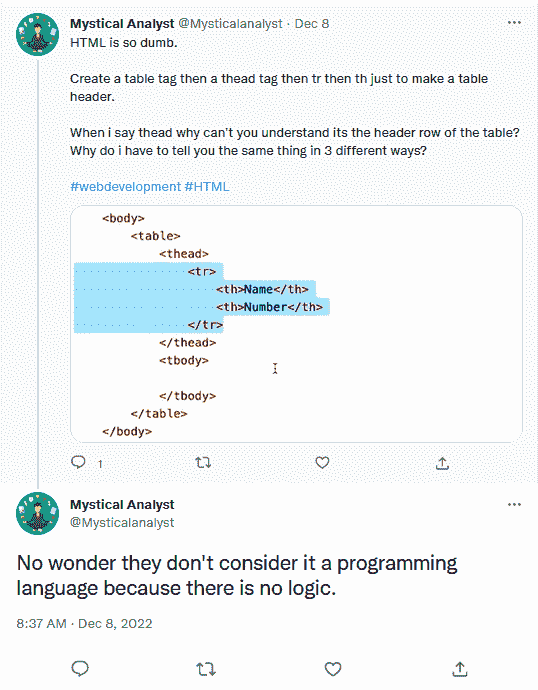 Mystical Analyst @Mysticalanalyst · Dec 8
HTML is so dumb.
Create a table tag then a thead tag then tr then th just to make a table
header.
When i say thead why can't you understand its the header row of the table?
Why do i have to tell you the same thing in 3 different ways?
#webdevelopment #HTML
<body>
<table>
<thead>
<tr>
<th>Name</th>
<th>Number</th>
</tr>
</thead>
<tbody>
</tbody>
</table>
</body>
1
Mystical Analyst
@Mysticalanalyst
No wonder they don't consider it a programming
language because there is no logic.
8:37 AM · Dec 8, 2022